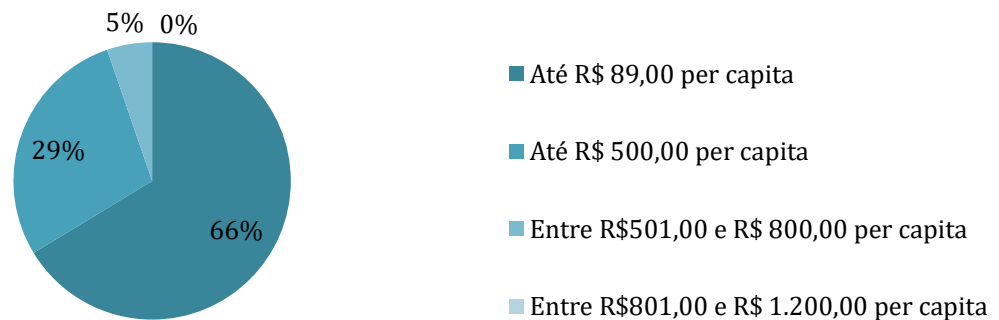 5% 0%
29%
66%
Até R$ 89,00 per capita
Até R$ 500,00 per capita
Entre R$501,00 e R$ 800,00 per capita
Entre R$801,00 e R$ 1.200,00 per capita